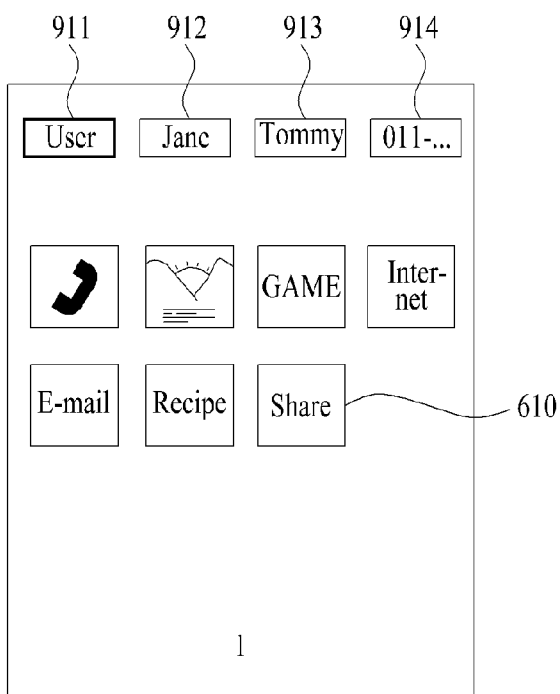 911 912 913 914
User Jane Tommy 011-...
GAME Inter-
net
E-mail Recipe Share 610
1